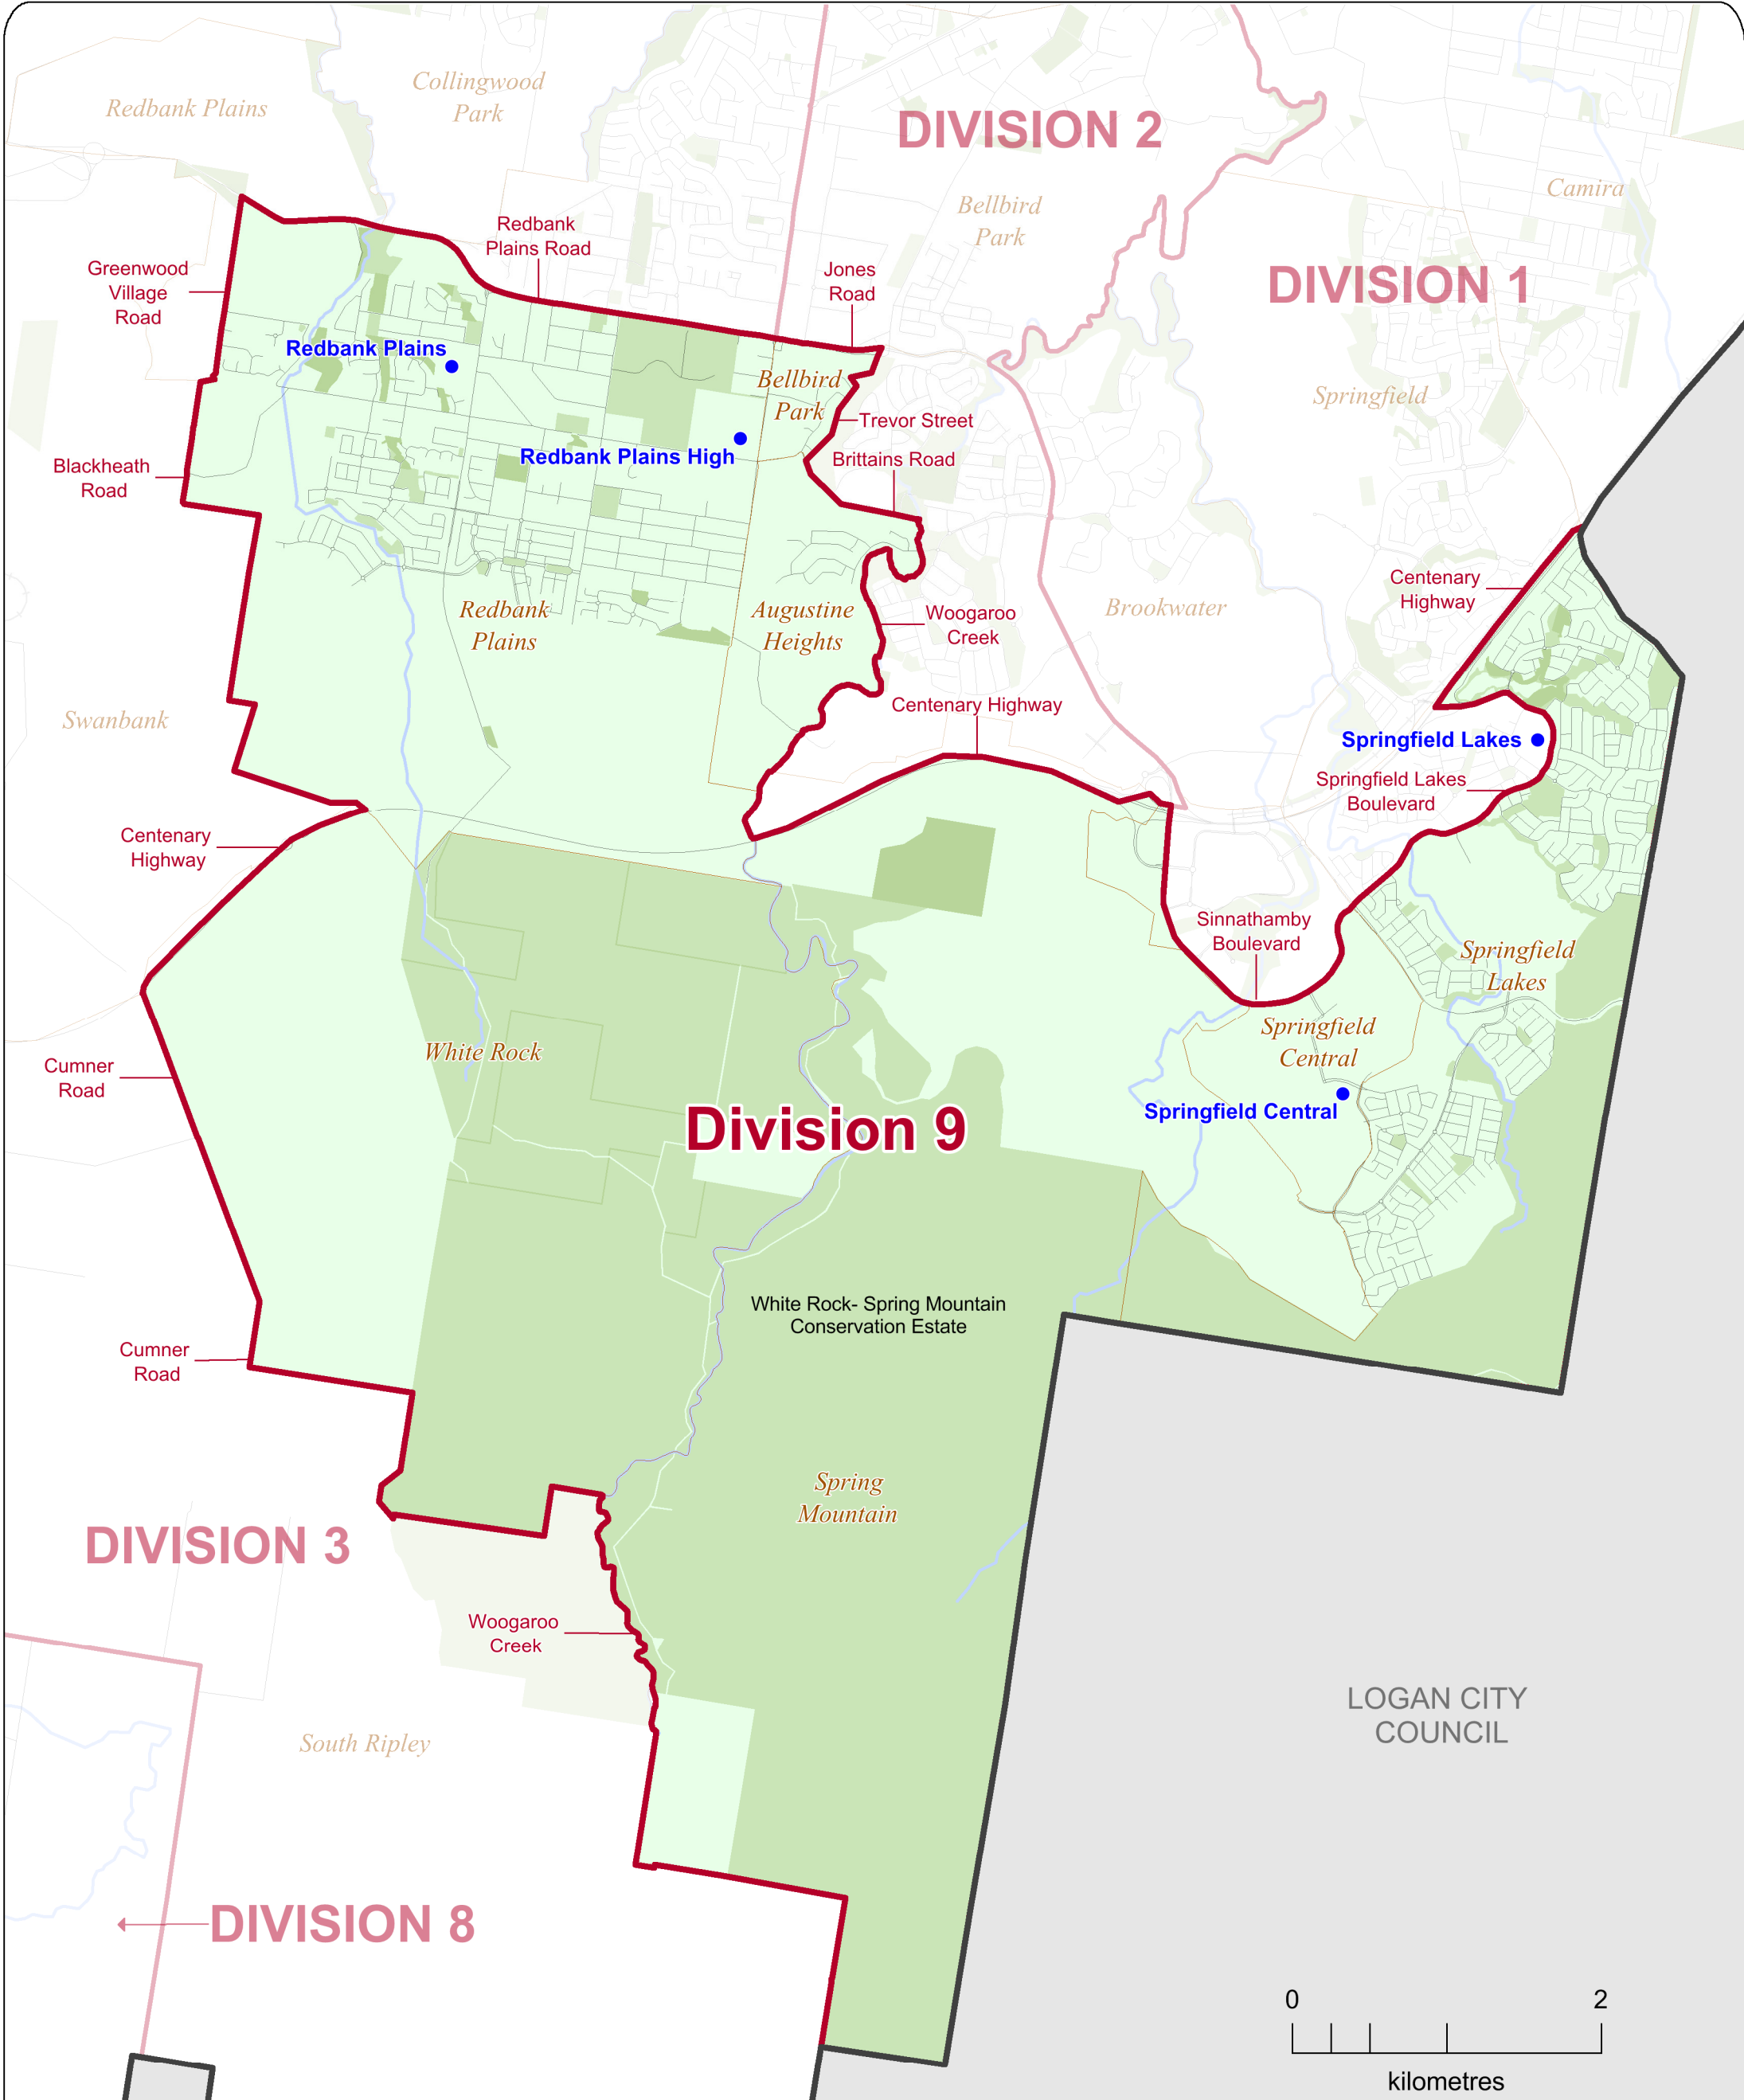 Collingwood
Park
Redbank Plains
DIVISION 2
Camira
Bellbird
Park
Redbank
Plains Road
Greenwood
Village
Road
Jones
Road
DIVISION 1
Redbank Plains
Bellbird
Park
Springfield
Trevor Street
Redbank Plains High
Brittains Road
Blackheath
Road
Centenary
Highway
Redbank
Plains
Augustine
Heights
Woogaroo
Creek
Brookwater
Swanbank
Centenary Highway
Springfield Lakes
Springfield Lakes
Boulevard
Centenary
Highway
Sinnathamby
Boulevard
Springfield
Lakes
Springfield
Central
White Rock
Cumner
Road
Springfield Central
Division 9
White Rock- Spring Mountain
Conservation Estate
Cumner
Road
Spring
Mountain
DIVISION 3
Woogaroo
Creek
LOGAN CITY
COUNCIL
South Ripley
DIVISION 8
0 2
kilometres